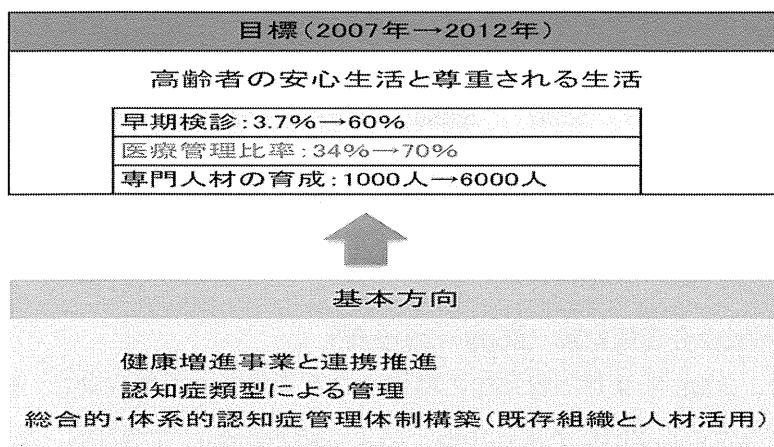 目標（2007年→2012年）
高齢者の安心生活と尊重される生活
早期検診：3.7%→60%
医療管理比率：34%→70%
専門人材の育成：1000人→6000人
基本方向
健康増進事業と連携推進
認知症類型による管理
総合的・体系的認知症管理体制構築（既存組織と人材活用）